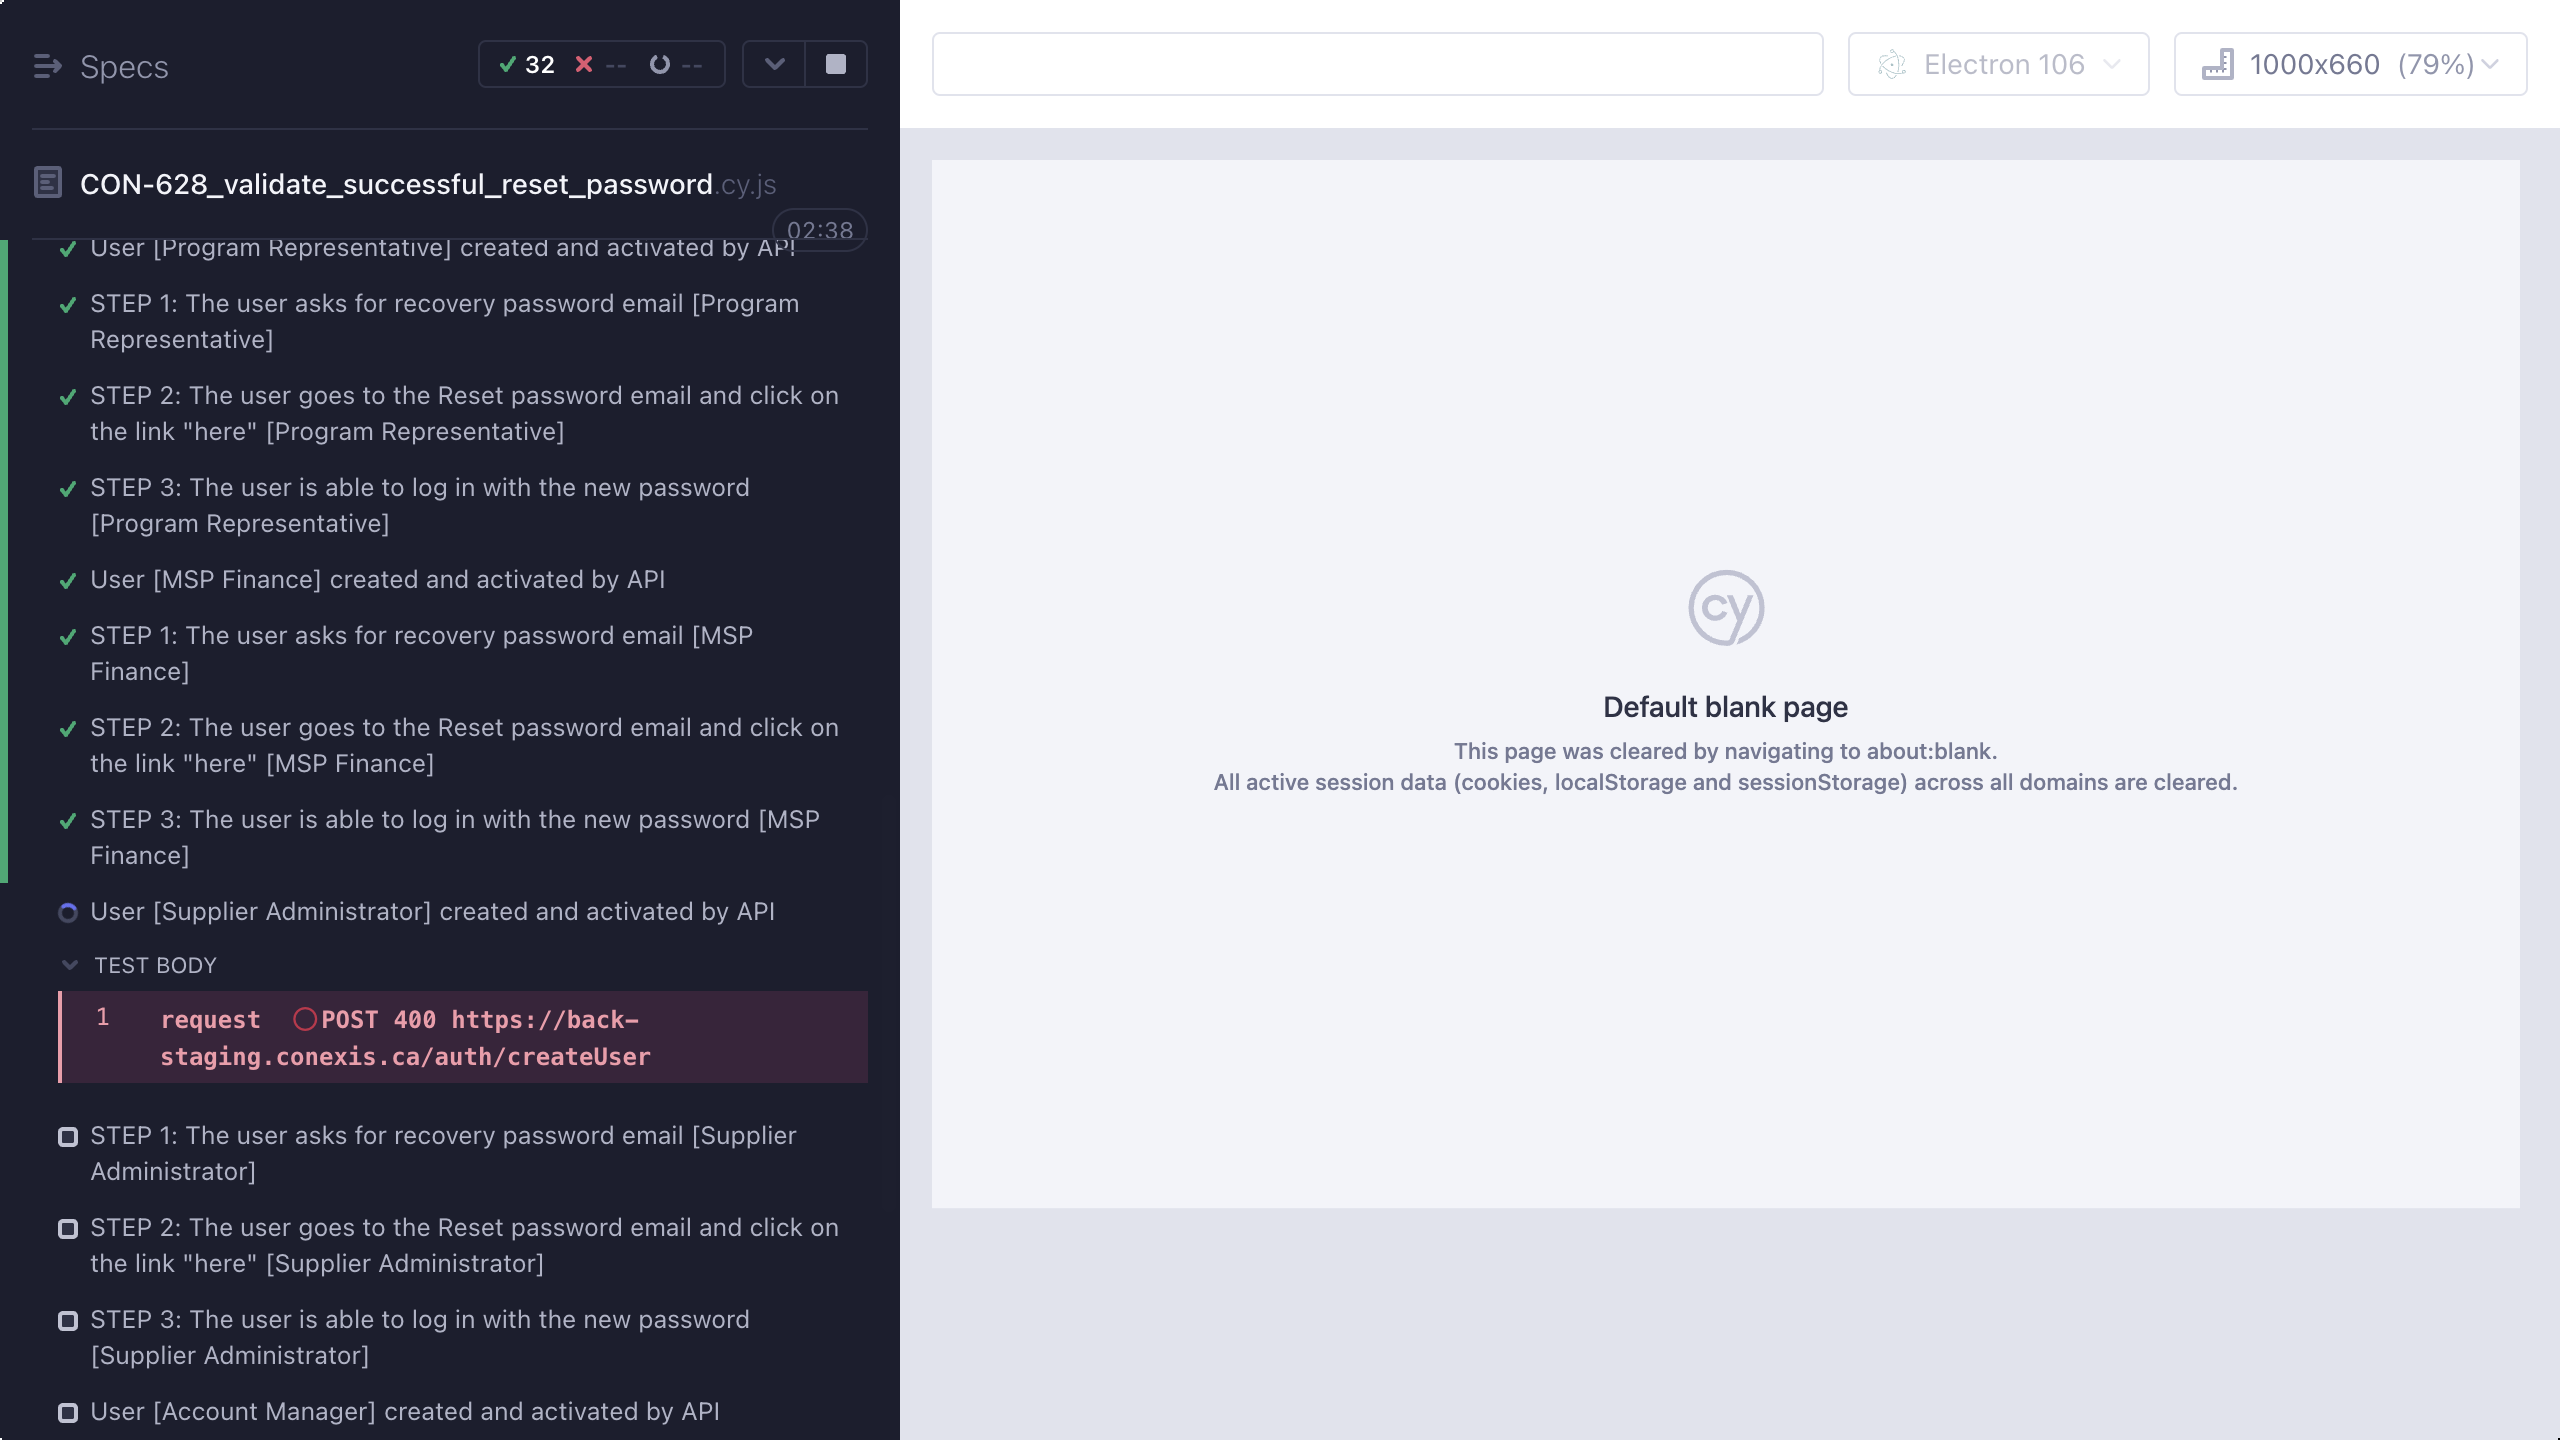 Specs
32 -- --
CON-628_validate_successful_reset_password.cy.js
02:38
User [Program Representative] created and activated by API
STEP 1: The user asks for recovery password email [Program
Representative]
STEP 2: The user goes to the Reset password email and click on
the link "here" [Program Representative]
STEP 3: The user is able to log in with the new password
[Program Representative]
User [MSP Finance] created and activated by API
STEP 1: The user asks for recovery password email [MSP
Finance]
STEP 2: The user goes to the Reset password email and click on
the link "here" [MSP Finance]
STEP 3: The user is able to log in with the new password [MSP
Finance]
User [Supplier Administrator] created and activated by API
TEST BODY
1 request POST 400 https://back-
staging.conexis.ca/auth/createUser
STEP 1: The user asks for recovery password email [Supplier
Administrator]
STEP 2: The user goes to the Reset password email and click on
the link "here" [Supplier Administrator]
STEP 3: The user is able to log in with the new password
[Supplier Administrator]
User [Account Manager] created and activated by API
Electron 106
1000x660 (79%)
cy
Default blank page
This page was cleared by navigating to about:blank.
All active session data (cookies, localStorage and sessionStorage) across all domains are cleared.